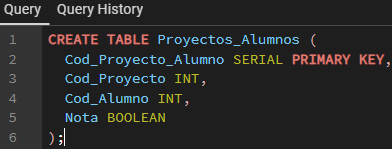 Query Query History
1 CREATE TABLE Proyectos_Alumnos (
2 Cod_Proyecto_Alumno SERIAL PRIMARY KEY,
3 Cod_Proyecto INT,
4 Cod_Alumno INT,
5 Nota BOOLEAN
6 );